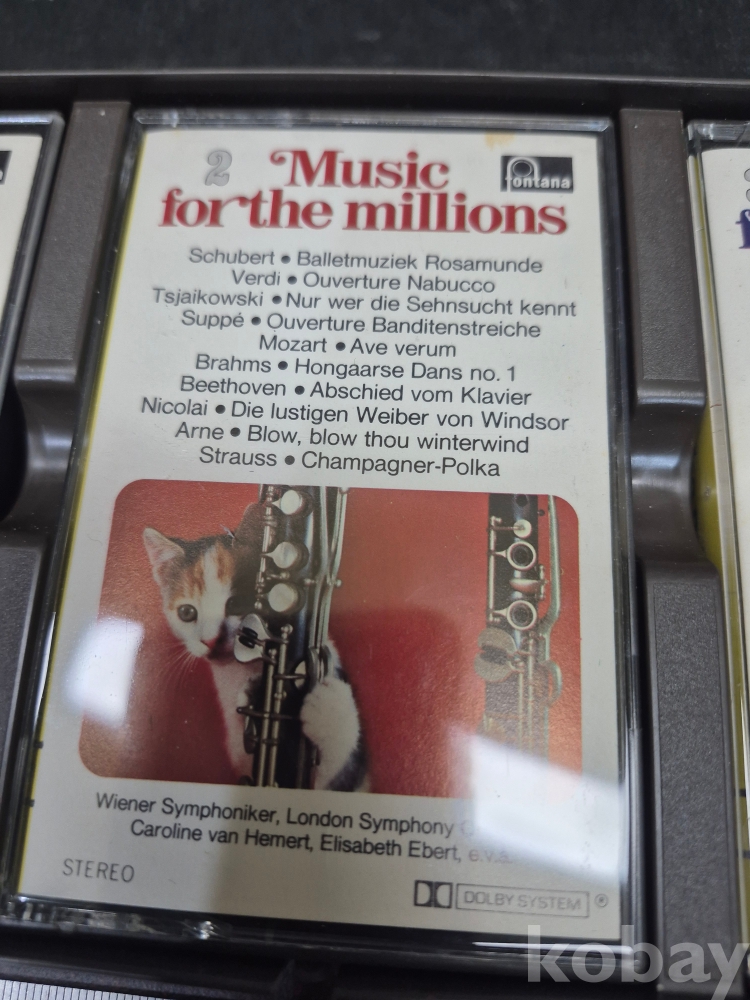 2 Music
for the millions
fontana
Schubert • Balletmuziek Rosamunde
Verdi • Ouverture Nabucco
Tsjaikowski • Nur wer die Sehnsucht kennt
Suppé • Ouverture Banditenstreiche
Mozart • Ave verum
Brahms • Hongaarse Dans no. 1
Beethoven • Abschied vom Klavier
Nicolai • Die lustigen Weiber von Windsor
Arne • Blow, blow thou winterwind
Strauss • Champagner-Polka
Wiener Symphoniker, London Symphony
Caroline van Hemert, Elisabeth Ebert, e.v.a.
STEREO
DOLBY SYSTEM ®
kobay